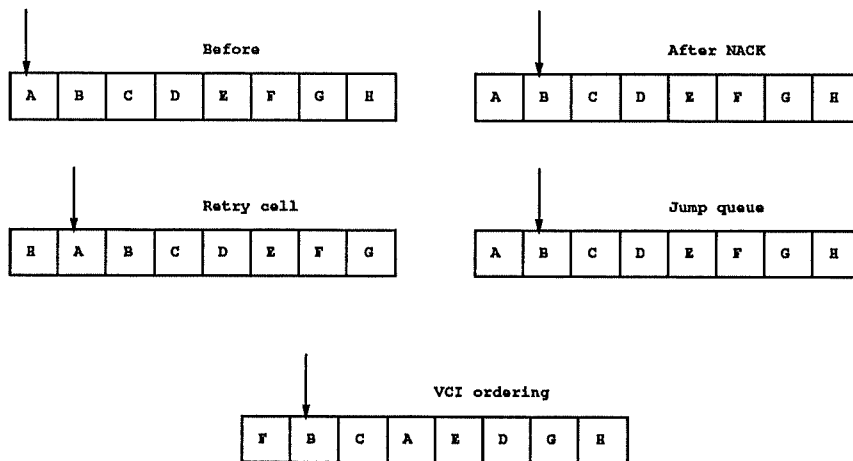 Before
A B C D E F G H
After NACK
A B C D E F G H
Retry cell
H A B C D E F G
Jump queue
A B C D E F G H
VCI ordering
F B C A E D G H